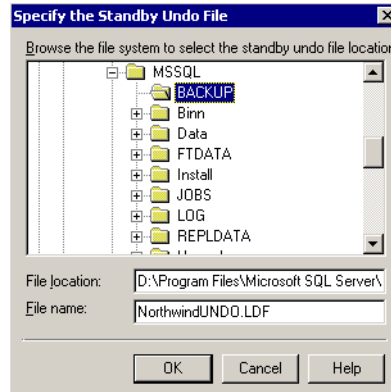 Specify the Standby Undo File
Browse the file system to select the standby undo file location
MSSQL
BACKUP
Binn
Data
FTDATA
Install
JOBS
LOG
REPLDATA
File location: D:\Program Files\Microsoft SQL Server\
File name: NorthwindUNDO.LDF
OK Cancel Help